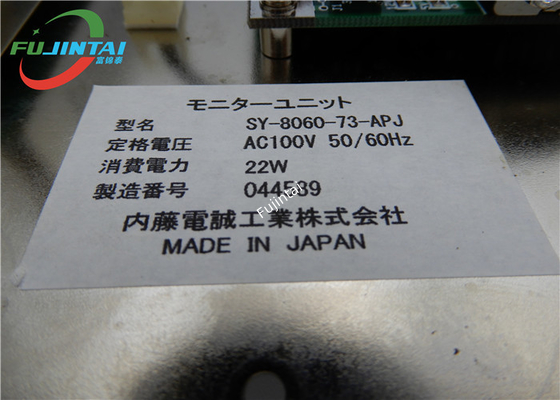 FUJINTAI
富錦泰
モニターユニット
型名 SY-8060-73-APJ
定格電圧 AC100V 50/60Hz
消費電力 22W
製造番号 044539
Fujintai
内藤電誠工業株式会社
MADE IN JAPAN